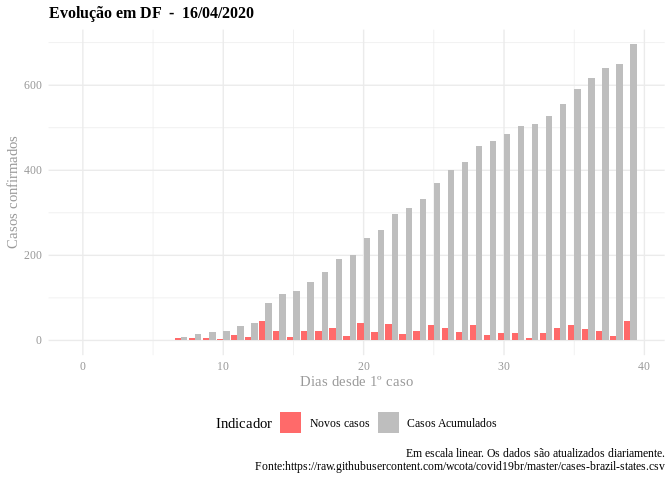 Evolução em DF  -  16/04/2020
Casos confirmados
600
400
200
0
0
10
20
30
40
Dias desde 1º caso
Indicador
Novos casos
Casos Acumulados
Em escala linear. Os dados são atualizados diariamente.
Fonte:https://raw.githubusercontent.com/wcota/covid19br/master/cases-brazil-states.csv